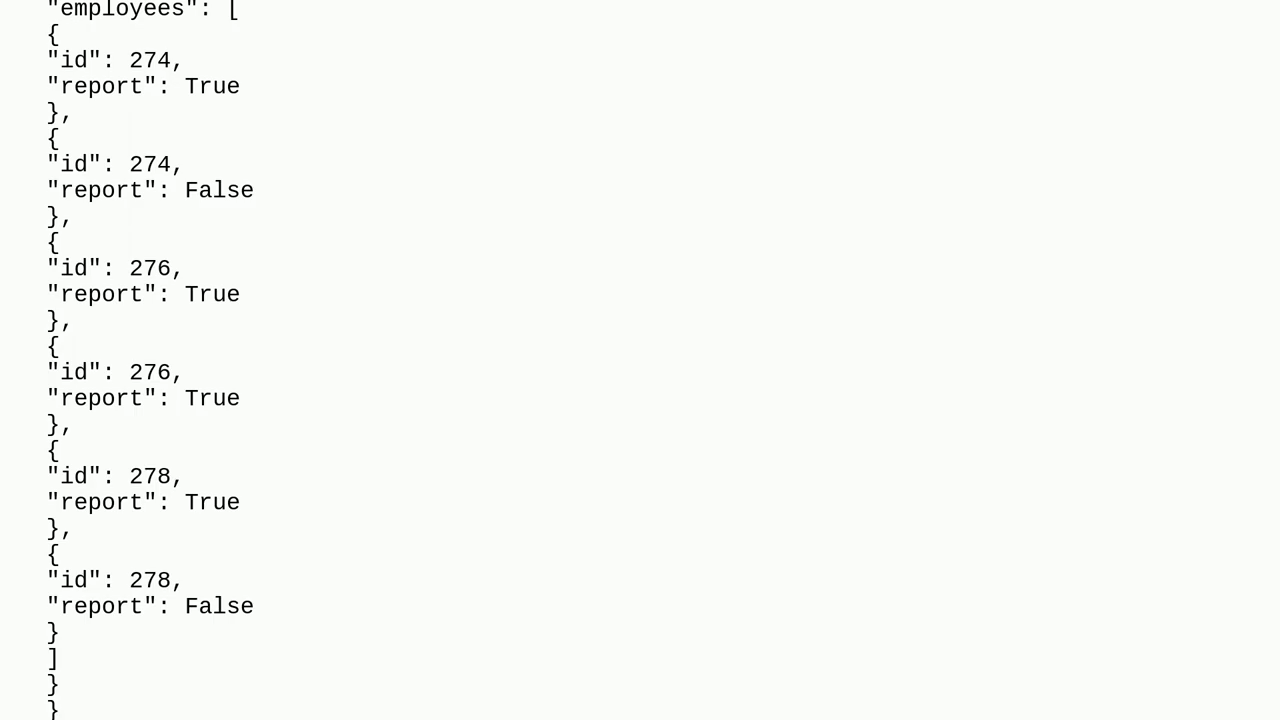 "employees": [
{
"id": 274,
"report": True
},
{
"id": 274,
"report": False
},
{
"id": 276,
"report": True
},
{
"id": 276,
"report": True
},
{
"id": 278,
"report": True
},
{
"id": 278,
"report": False
}
]
}
}